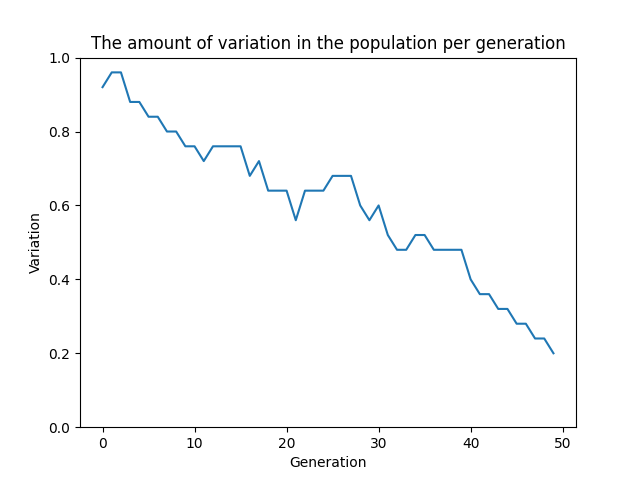 The amount of variation in the population per generation
1.0
0.8
0.6
0.4
0.2
0.0
Variation
0 10 20 30 40 50
Generation